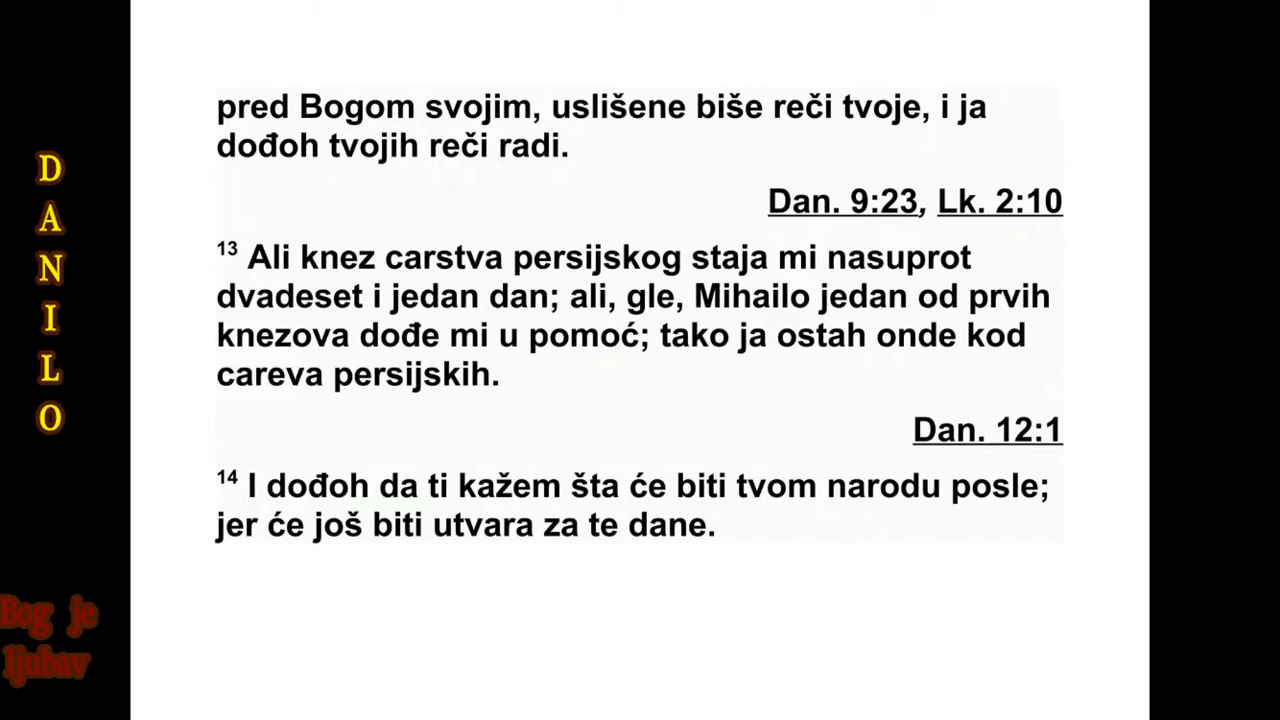 DANILO
Bog je
ljubav
pred Bogom svojim, uslišene biše reči tvoje, i ja
dođoh tvojih reči radi.
Dan. 9:23, Lk. 2:10
13 Ali knez carstva persijskog staja mi nasuprot
dvadeset i jedan dan; ali, gle, Mihailo jedan od prvih
knezova dođe mi u pomoć; tako ja ostah onde kod
careva persijskih.
Dan. 12:1
14 I dođoh da ti kažem šta će biti tvom narodu posle;
jer će još biti utvara za te dane.